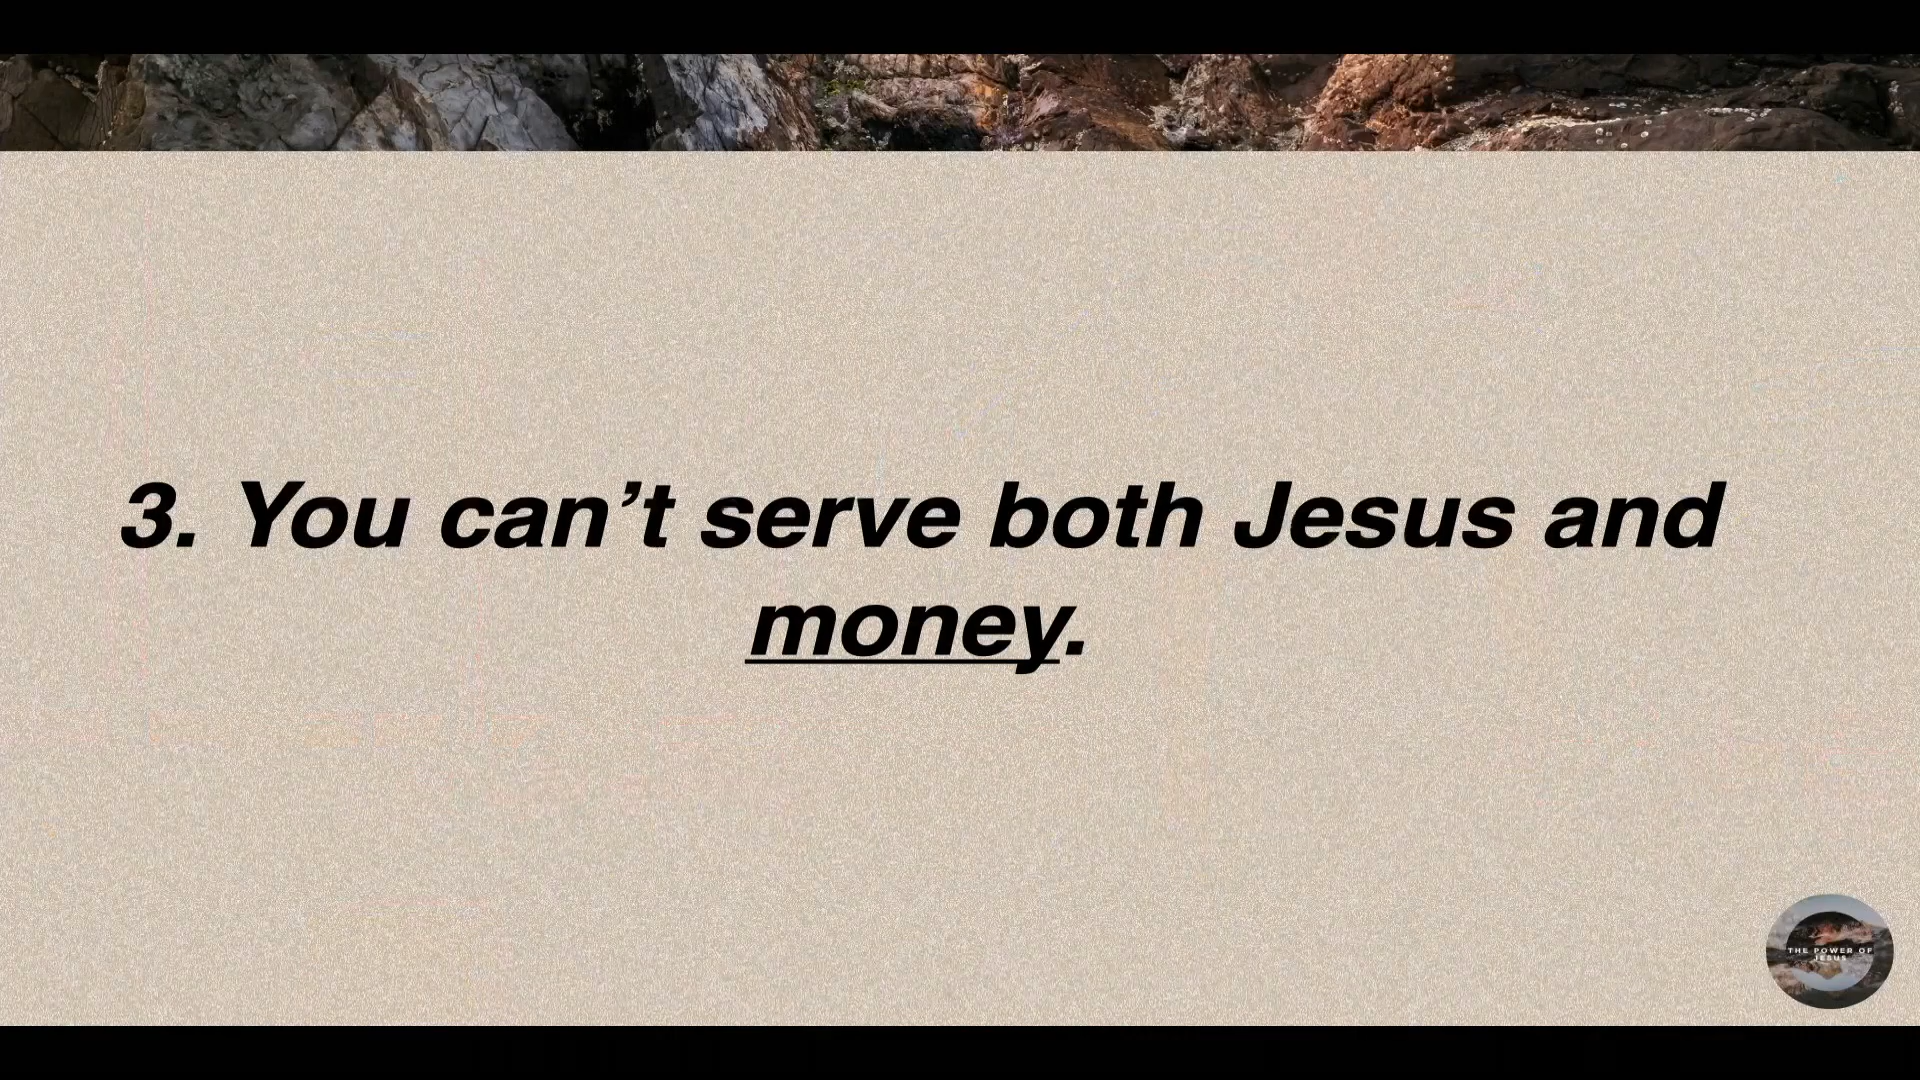 3. You can’t serve both Jesus and
money.
THE POWER OF
JESUS